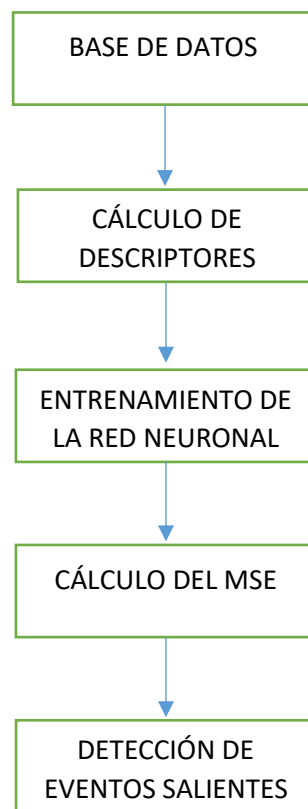 BASE DE DATOS
CÁLCULO DE
DESCRIPTORES
ENTRENAMIENTO DE
LA RED NEURONAL
CÁLCULO DEL MSE
DETECCIÓN DE
EVENTOS SALIENTES